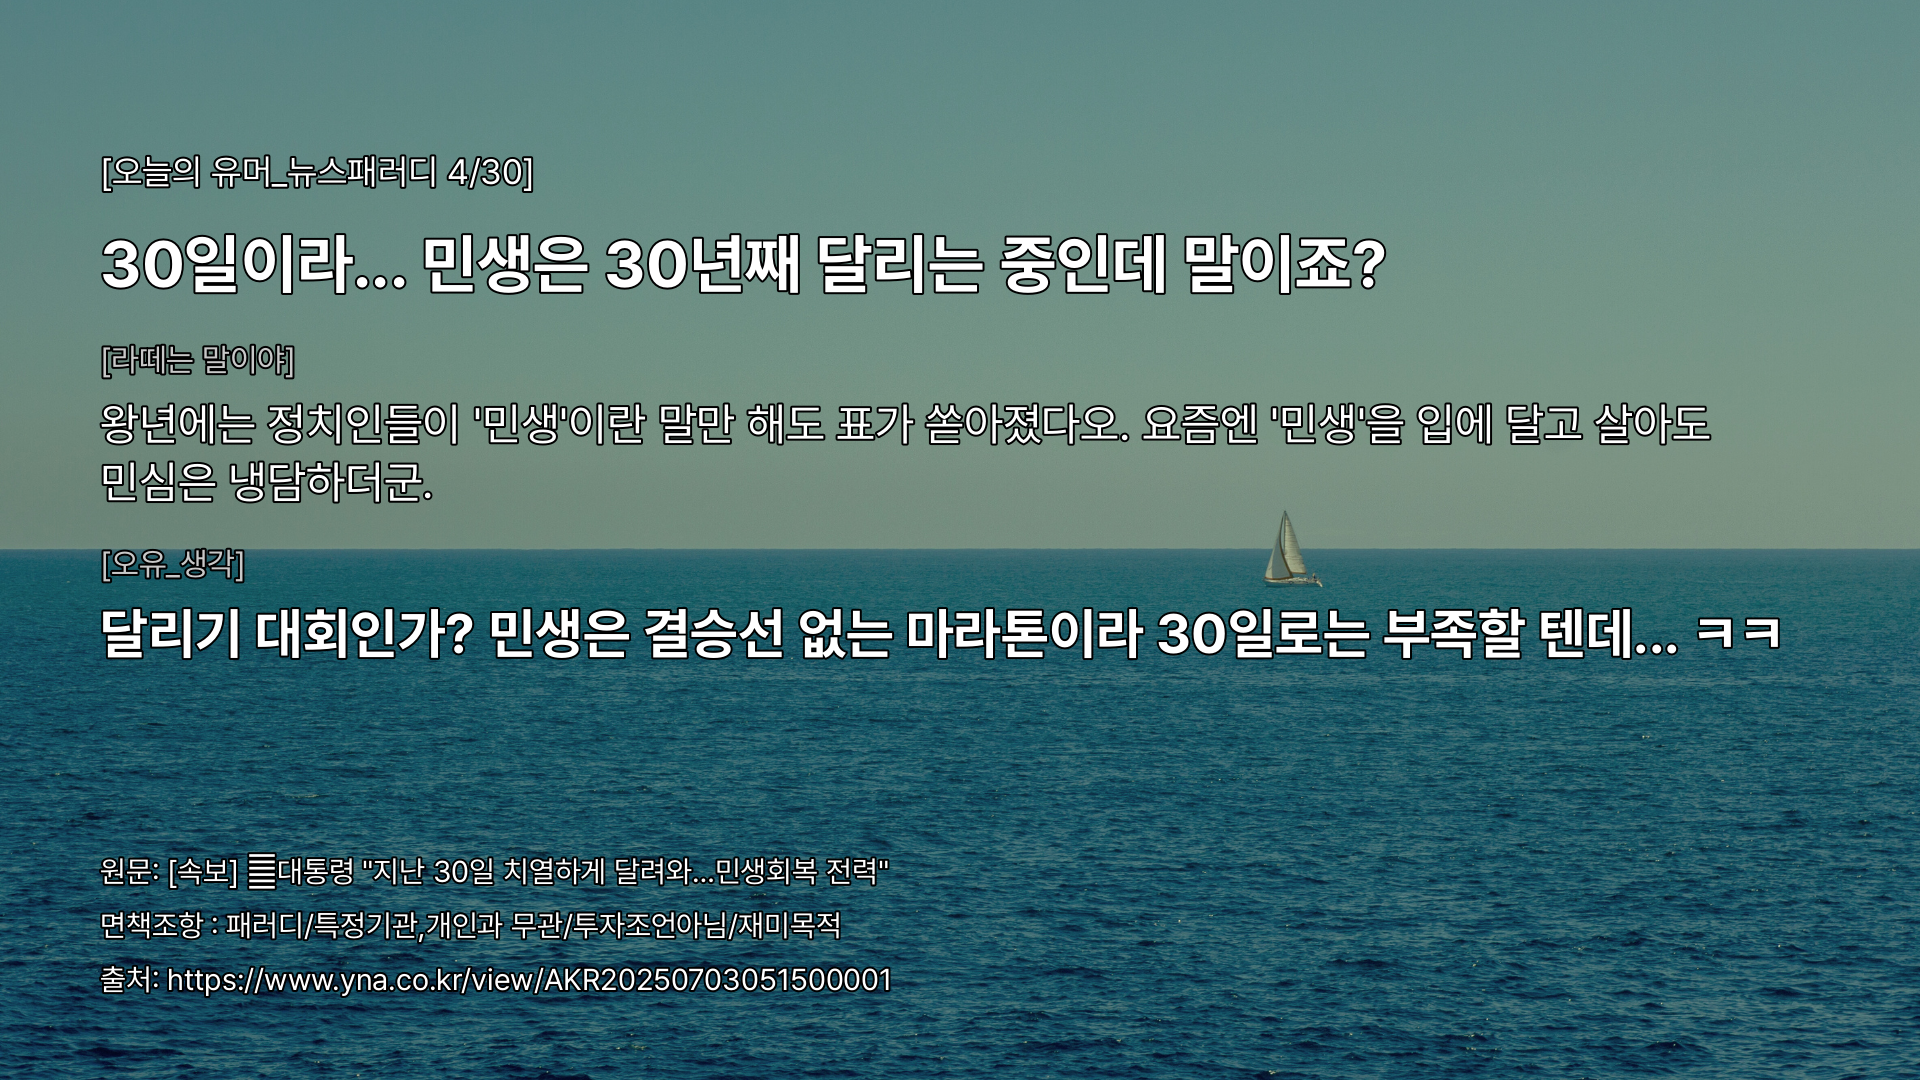 [오늘의 유머_뉴스패러디 4/30]
30일이라... 민생은 30년째 달리는 중인데 말이죠?
[라떼는 말이야]
왕년에는 정치인들이 '민생'이란 말만 해도 표가 쏟아졌다오. 요즘엔 '민생'을 입에 달고 살아도
민심은 냉담하더군.
[오유_생각]
달리기 대회인가? 민생은 결승선 없는 마라톤이라 30일로는 부족할 텐데... ㅋㅋ
원문: [속보] 대통령 "지난 30일 치열하게 달려와...민생회복 전력"
면책조항 : 패러디/특정기관,개인과 무관/투자조언아님/재미목적
출처: https://www.yna.co.kr/view/AKR20250703051500001